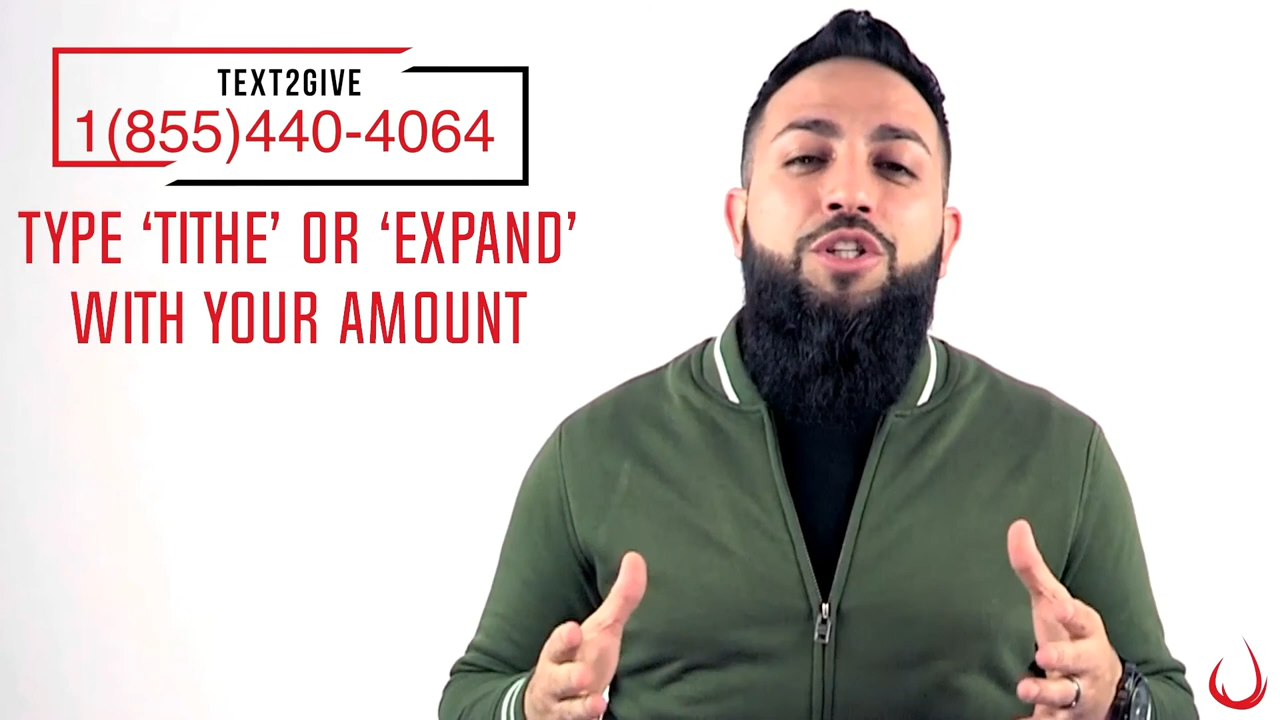 TEXT2GIVE
1(855)440-4064
TYPE ‘TITHE’ OR ‘EXPAND’
WITH YOUR AMOUNT